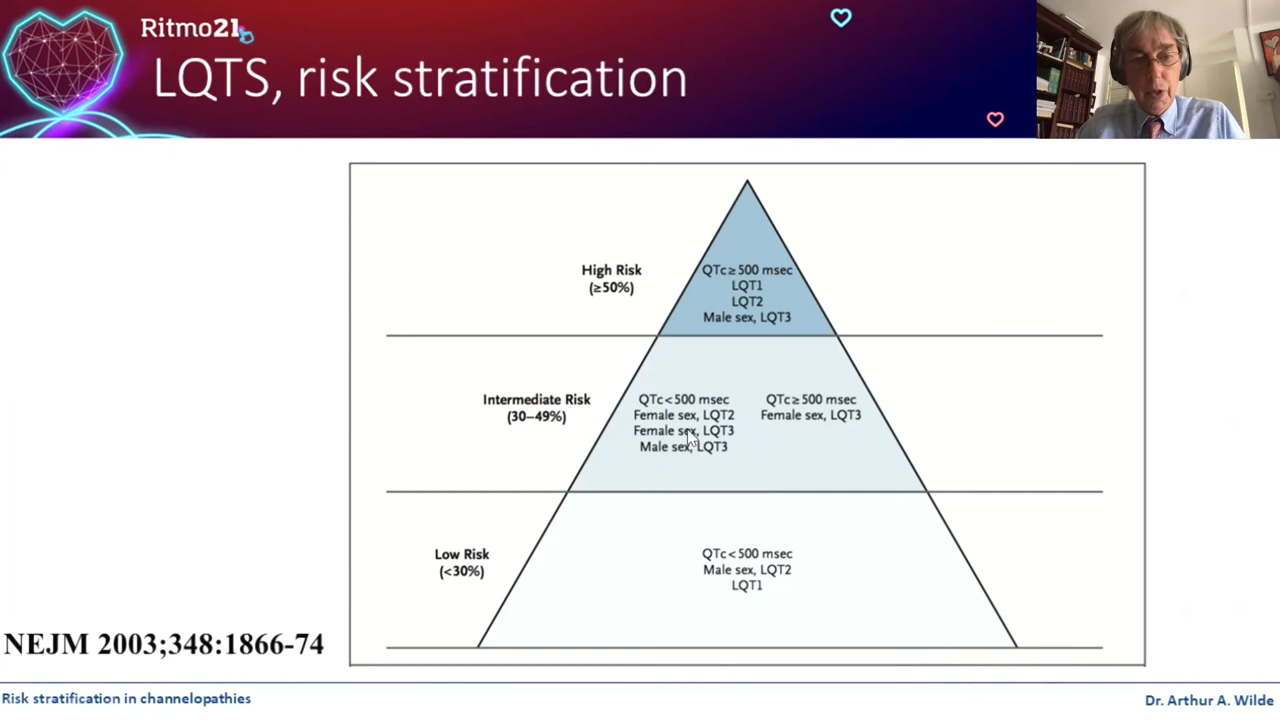 Ritmo21
LQTS, risk stratification
High Risk
(≥50%)
QTc≥500 msec
LQT1
LQT2
Male sex, LQT3
Intermediate Risk
(30–49%)
QTc<500 msec
Female sex, LQT2
Female sex, LQT3
Male sex, LQT3
QTc≥500 msec
Female sex, LQT3
Low Risk
(<30%)
QTc<500 msec
Male sex, LQT2
LQT1
NEJM 2003;348:1866-74
Risk stratification in channelopathies
Dr. Arthur A. Wilde